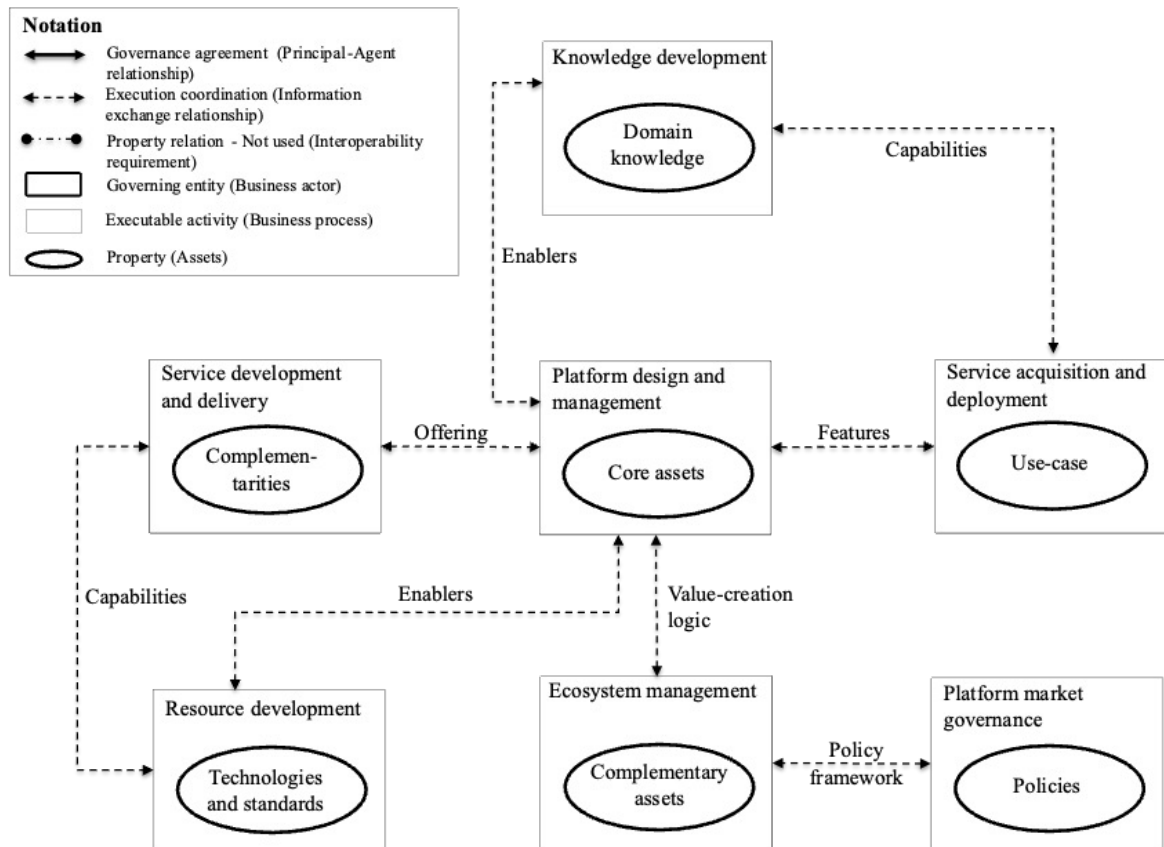 Notation
Governance agreement (Principal-Agent
relationship)
Execution coordination (Information
exchange relationship)
Property relation - Not used (Interoperability
requirement)
Governing entity (Business actor)
Executable activity (Business process)
Property (Assets)
Knowledge development
Domain
knowledge
Capabilities
Enablers
Service development
and delivery
Complemen-
tarities
Offering
Platform design and
management
Core assets
Features
Service acquisition and
deployment
Use-case
Capabilities
Enablers
Value-creation
logic
Resource development
Technologies
and standards
Ecosystem management
Complementary
assets
Policy
framework
Platform market
governance
Policies